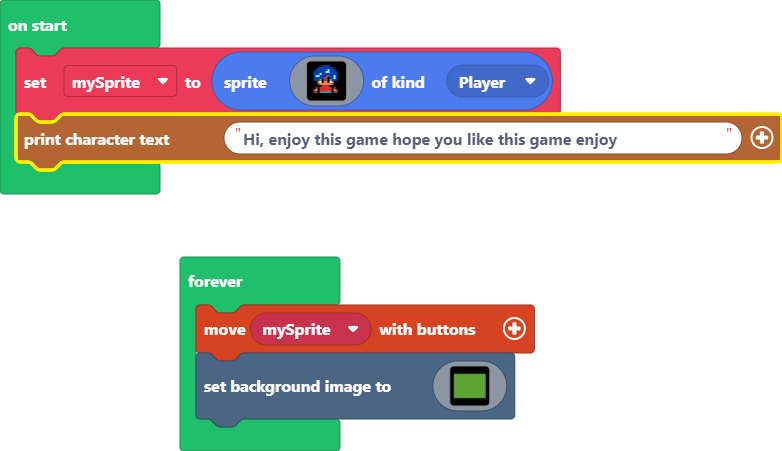 on start
set mySprite to sprite of kind Player
print character text "Hi, enjoy this game hope you like this game enjoy"
forever
move mySprite with buttons
set background image to